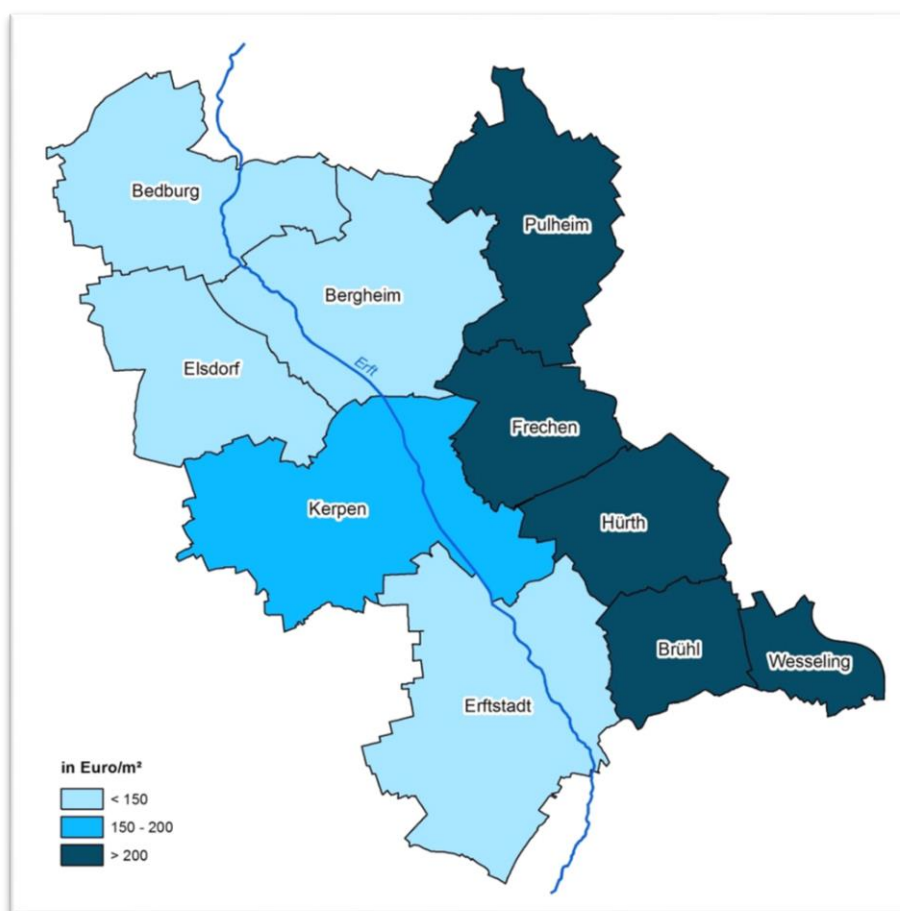 Bedburg
Pulheim
Bergheim
Elsdorf
Erft
Frechen
Kerpen
Hürth
Brühl
Wesseling
Erftstadt
in Euro/m²
< 150
150 - 200
> 200